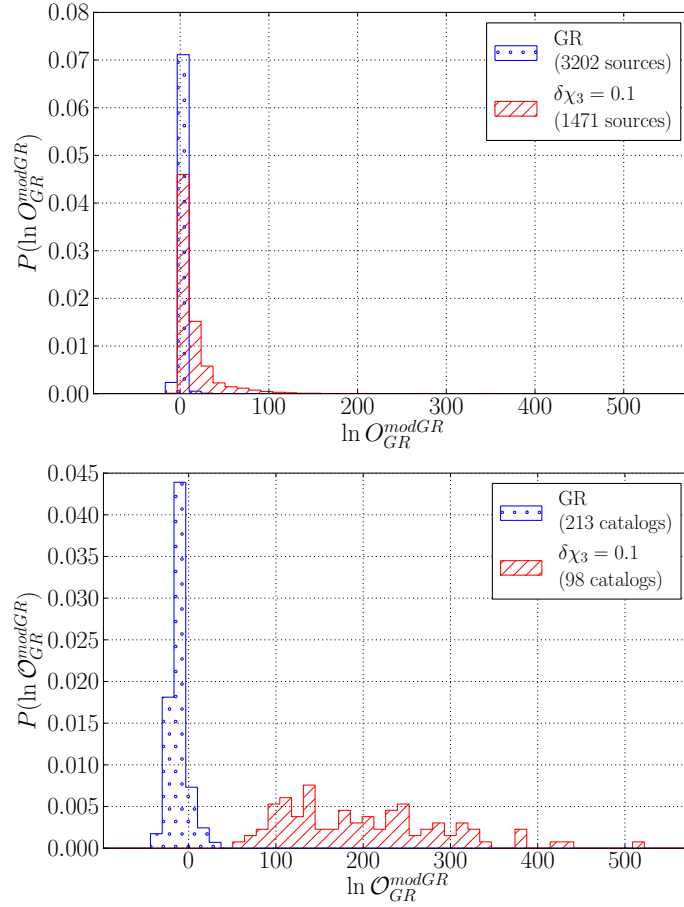 0.08
0.07
0.06
0.05
0.04
0.03
0.02
0.01
0.00
P(ln O_{GR}^{modGR})
GR
(3202 sources)
δχ₃ = 0.1
(1471 sources)
0 100 200 300 400 500
ln O_{GR}^{modGR}
0.045
0.040
0.035
0.030
0.025
0.020
0.015
0.010
0.005
0.000
P(ln 𝒪_{GR}^{modGR})
GR
(213 catalogs)
δχ₃ = 0.1
(98 catalogs)
0 100 200 300 400 500
ln 𝒪_{GR}^{modGR}